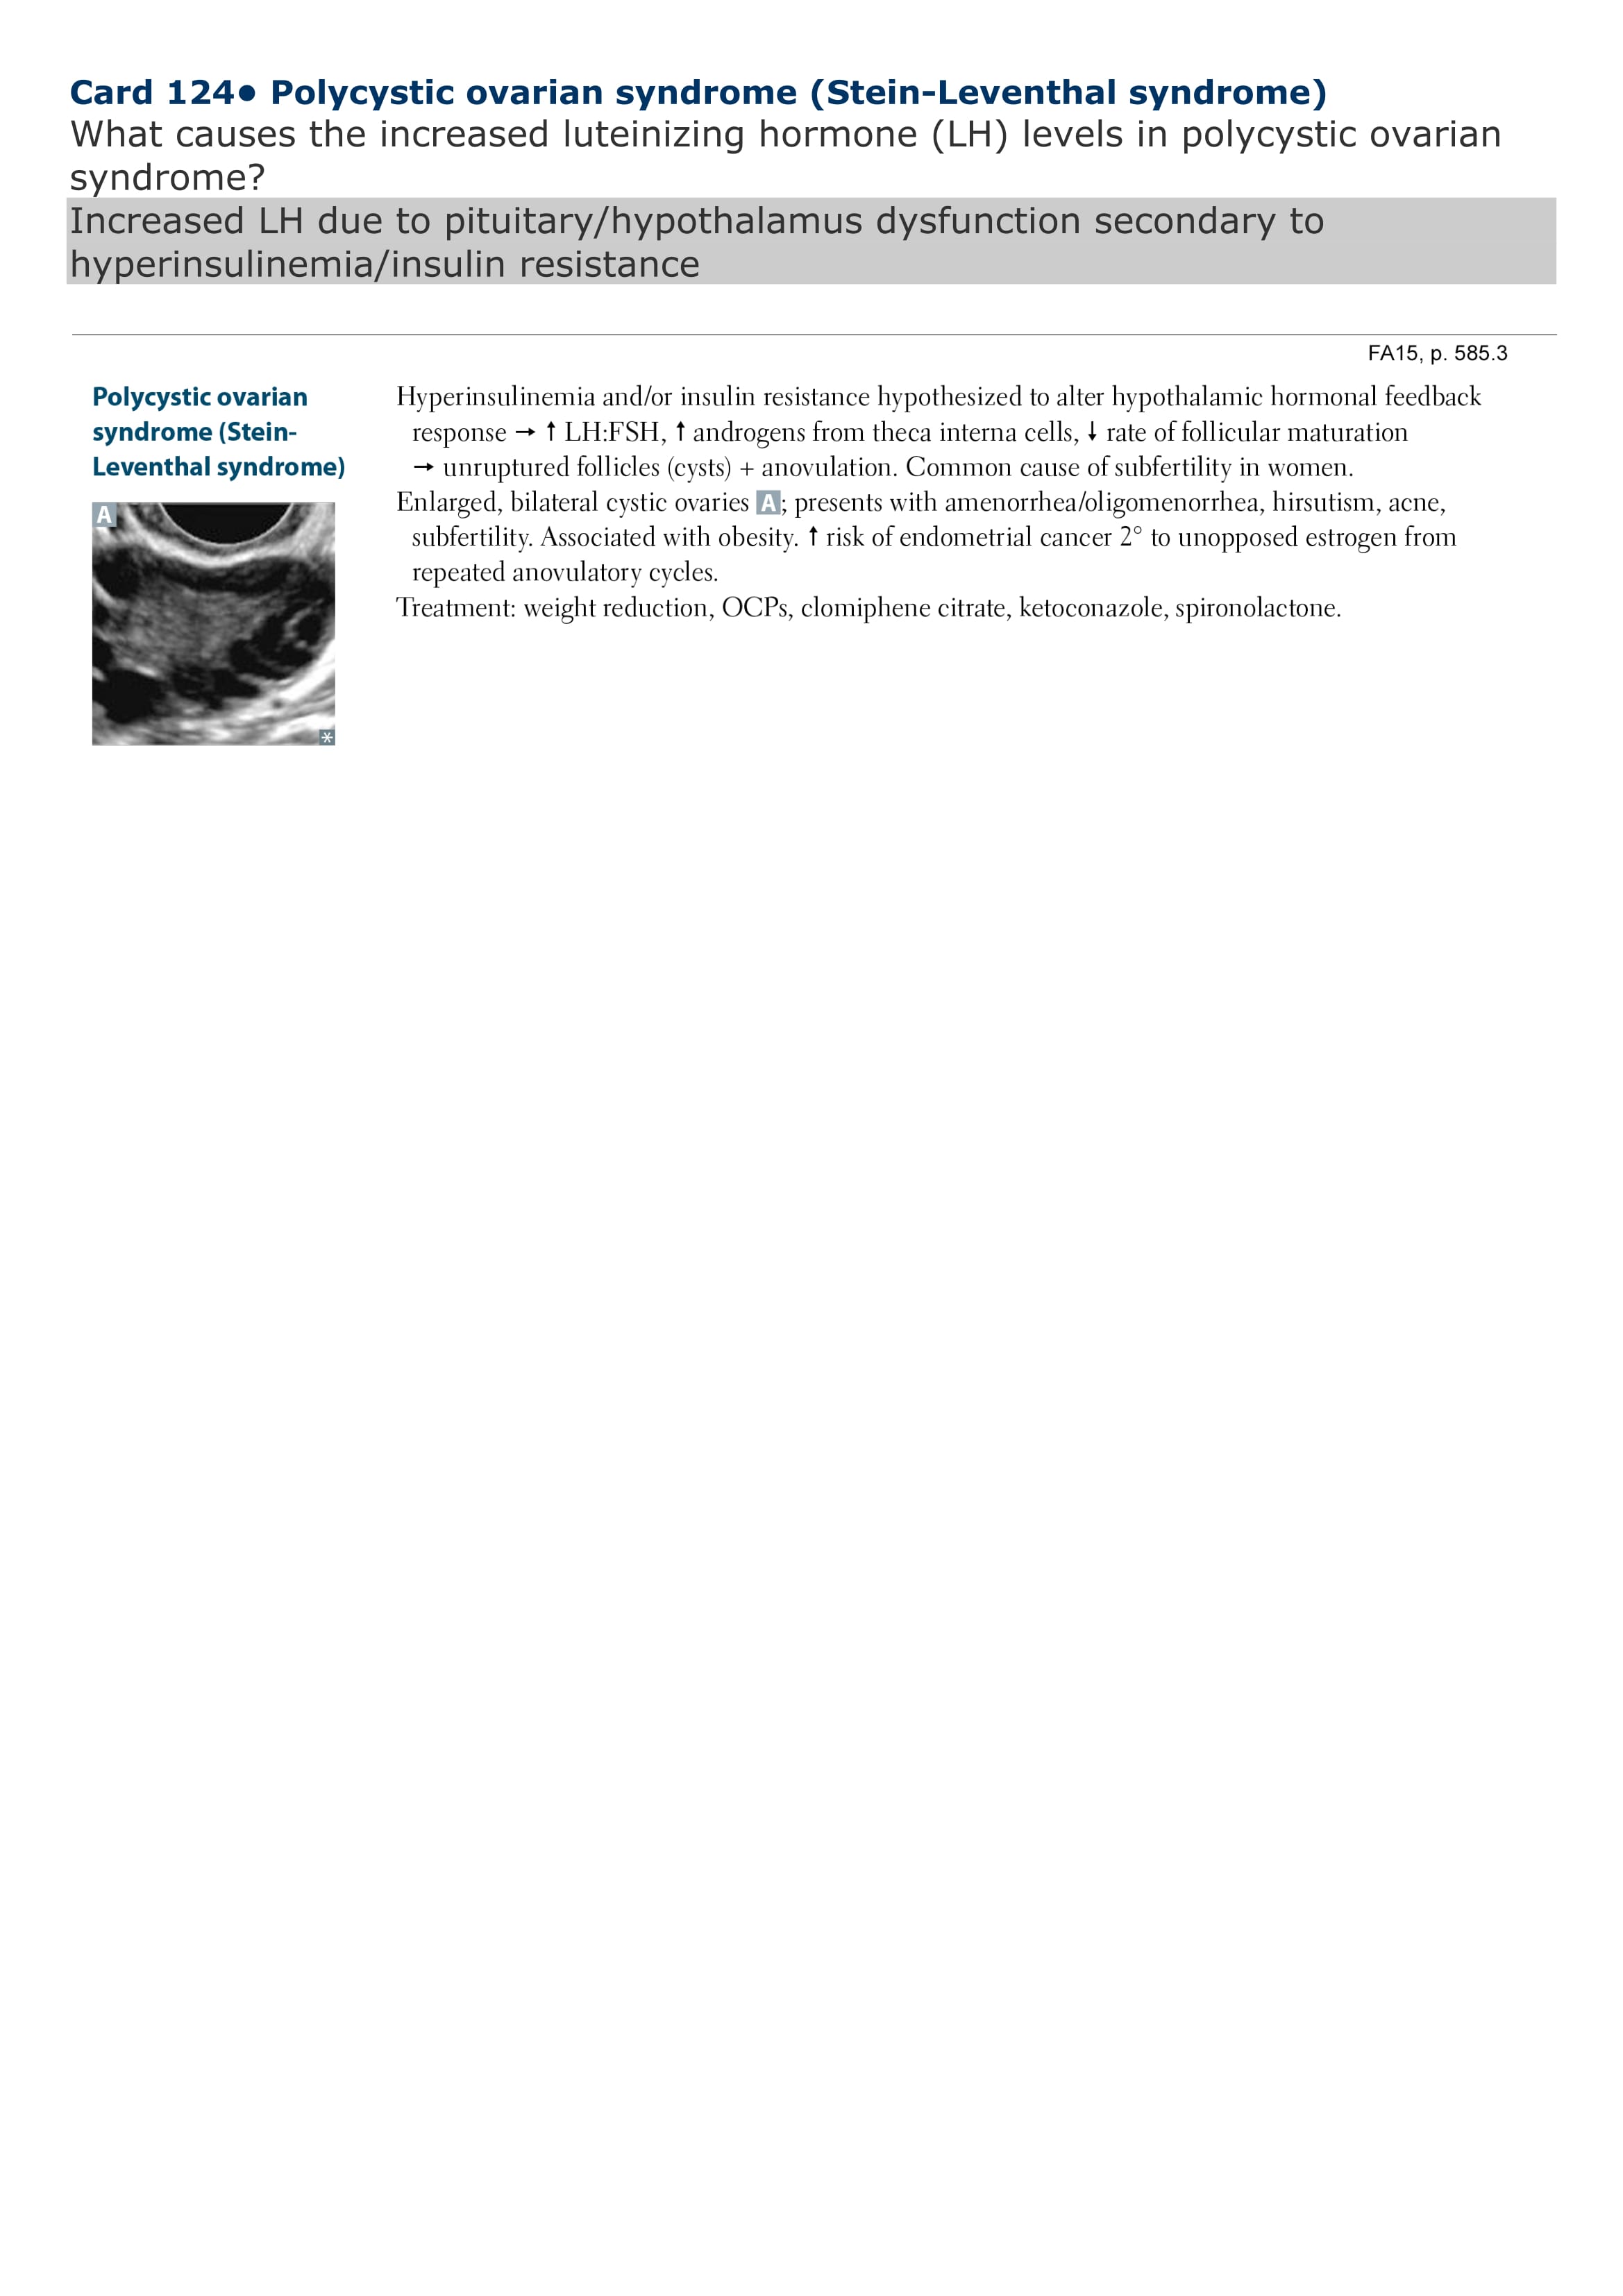 Card 124● Polycystic ovarian syndrome (Stein-Leventhal syndrome)
What causes the increased luteinizing hormone (LH) levels in polycystic ovarian
syndrome?
Increased LH due to pituitary/hypothalamus dysfunction secondary to
hyperinsulinemia/insulin resistance
FA15, p. 585.3
Polycystic ovarian
syndrome (Stein-
Leventhal syndrome)
A
*
Hyperinsulinemia and/or insulin resistance hypothesized to alter hypothalamic hormonal feedback
response → ↑ LH:FSH, ↑ androgens from theca interna cells, ↓ rate of follicular maturation
→ unruptured follicles (cysts) + anovulation. Common cause of subfertility in women.
Enlarged, bilateral cystic ovaries A; presents with amenorrhea/oligomenorrhea, hirsutism, acne,
subfertility. Associated with obesity. ↑ risk of endometrial cancer 2° to unopposed estrogen from
repeated anovulatory cycles.
Treatment: weight reduction, OCPs, clomiphene citrate, ketoconazole, spironolactone.